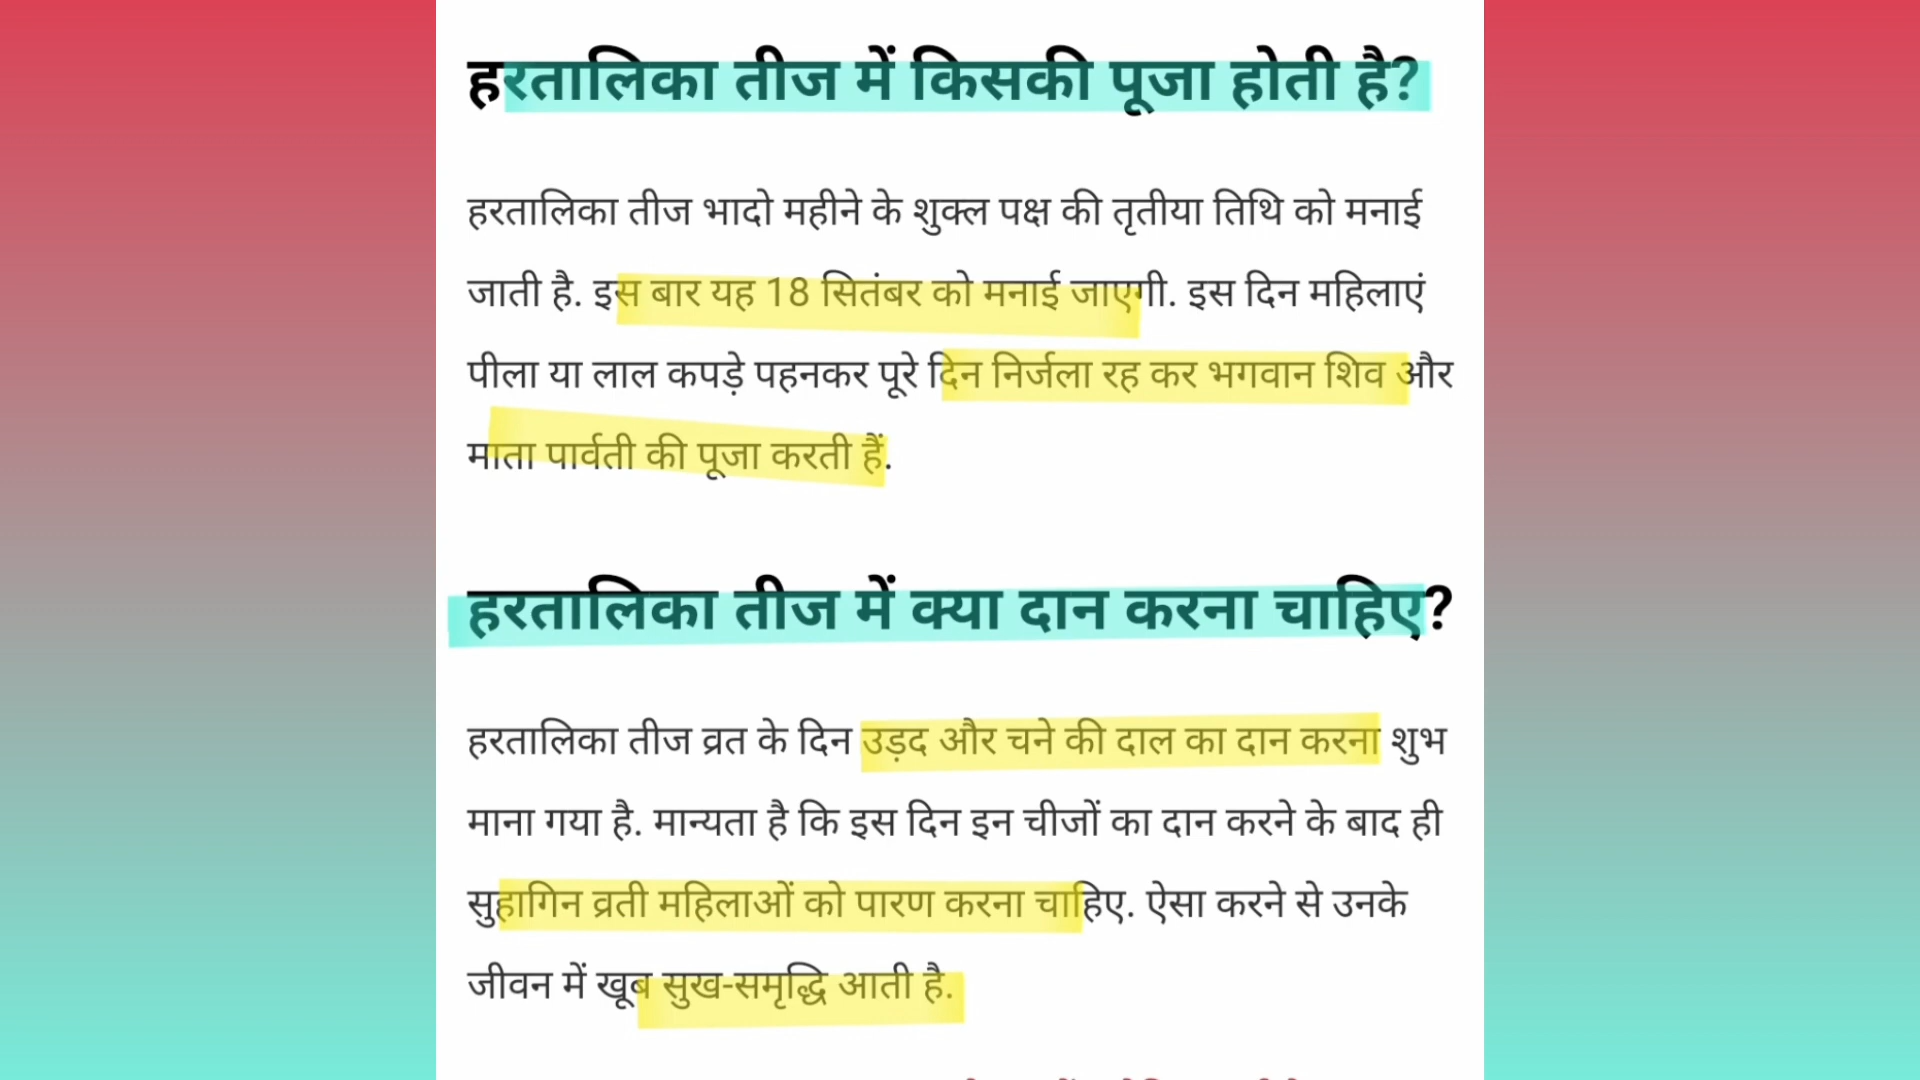 हरतालिका तीज में किसकी पूजा होती है?
हरतालिका तीज भादो महीने के शुक्ल पक्ष की तृतीया तिथि को मनाई
जाती है. इस बार यह 18 सितंबर को मनाई जाएगी. इस दिन महिलाएं
पीला या लाल कपड़े पहनकर पूरे दिन निर्जला रह कर भगवान शिव और
माता पार्वती की पूजा करती हैं.
हरतालिका तीज में क्या दान करना चाहिए?
हरतालिका तीज व्रत के दिन उड़द और चने की दाल का दान करना शुभ
माना गया है. मान्यता है कि इस दिन इन चीजों का दान करने के बाद ही
सुहागिन व्रती महिलाओं को पारण करना चाहिए. ऐसा करने से उनके
जीवन में खूब सुख-समृद्धि आती है.